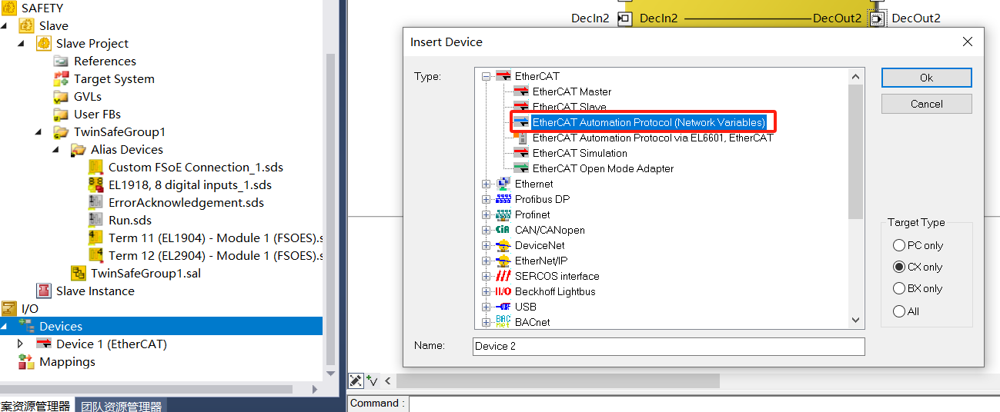 SAFETY
Slave
Slave Project
References
Target System
GVLs
User FBs
TwinSafeGroup1
Alias Devices
Custom FSoE Connection_1.sds
EL1918, 8 digital inputs_1.sds
ErrorAcknowledgement.sds
Run.sds
Term 11 (EL1904) - Module 1 (FSOES).s
Term 12 (EL2904) - Module 1 (FSOES).s
TwinSafeGroup1.sal
Slave Instance
I/O
Devices
Device 1 (EtherCAT)
Mappings
案资源管理器 团队资源管理器
DecIn2 DecIn2 DecOut2 DecOut2
Insert Device
Type:
EtherCAT
EtherCAT Master
EtherCAT Slave
EtherCAT Automation Protocol (Network Variables)
EtherCAT Automation Protocol via EL6601, EtherCAT
EtherCAT Simulation
EtherCAT Open Mode Adapter
Ethernet
Profibus DP
Profinet
CAN/CANopen
DeviceNet
EtherNet/IP
SERCOS interface
Beckhoff Lightbus
USB
BACnet
Ok
Cancel
Target Type
PC only
CX only
BX only
All
Name: Device 2
Command :